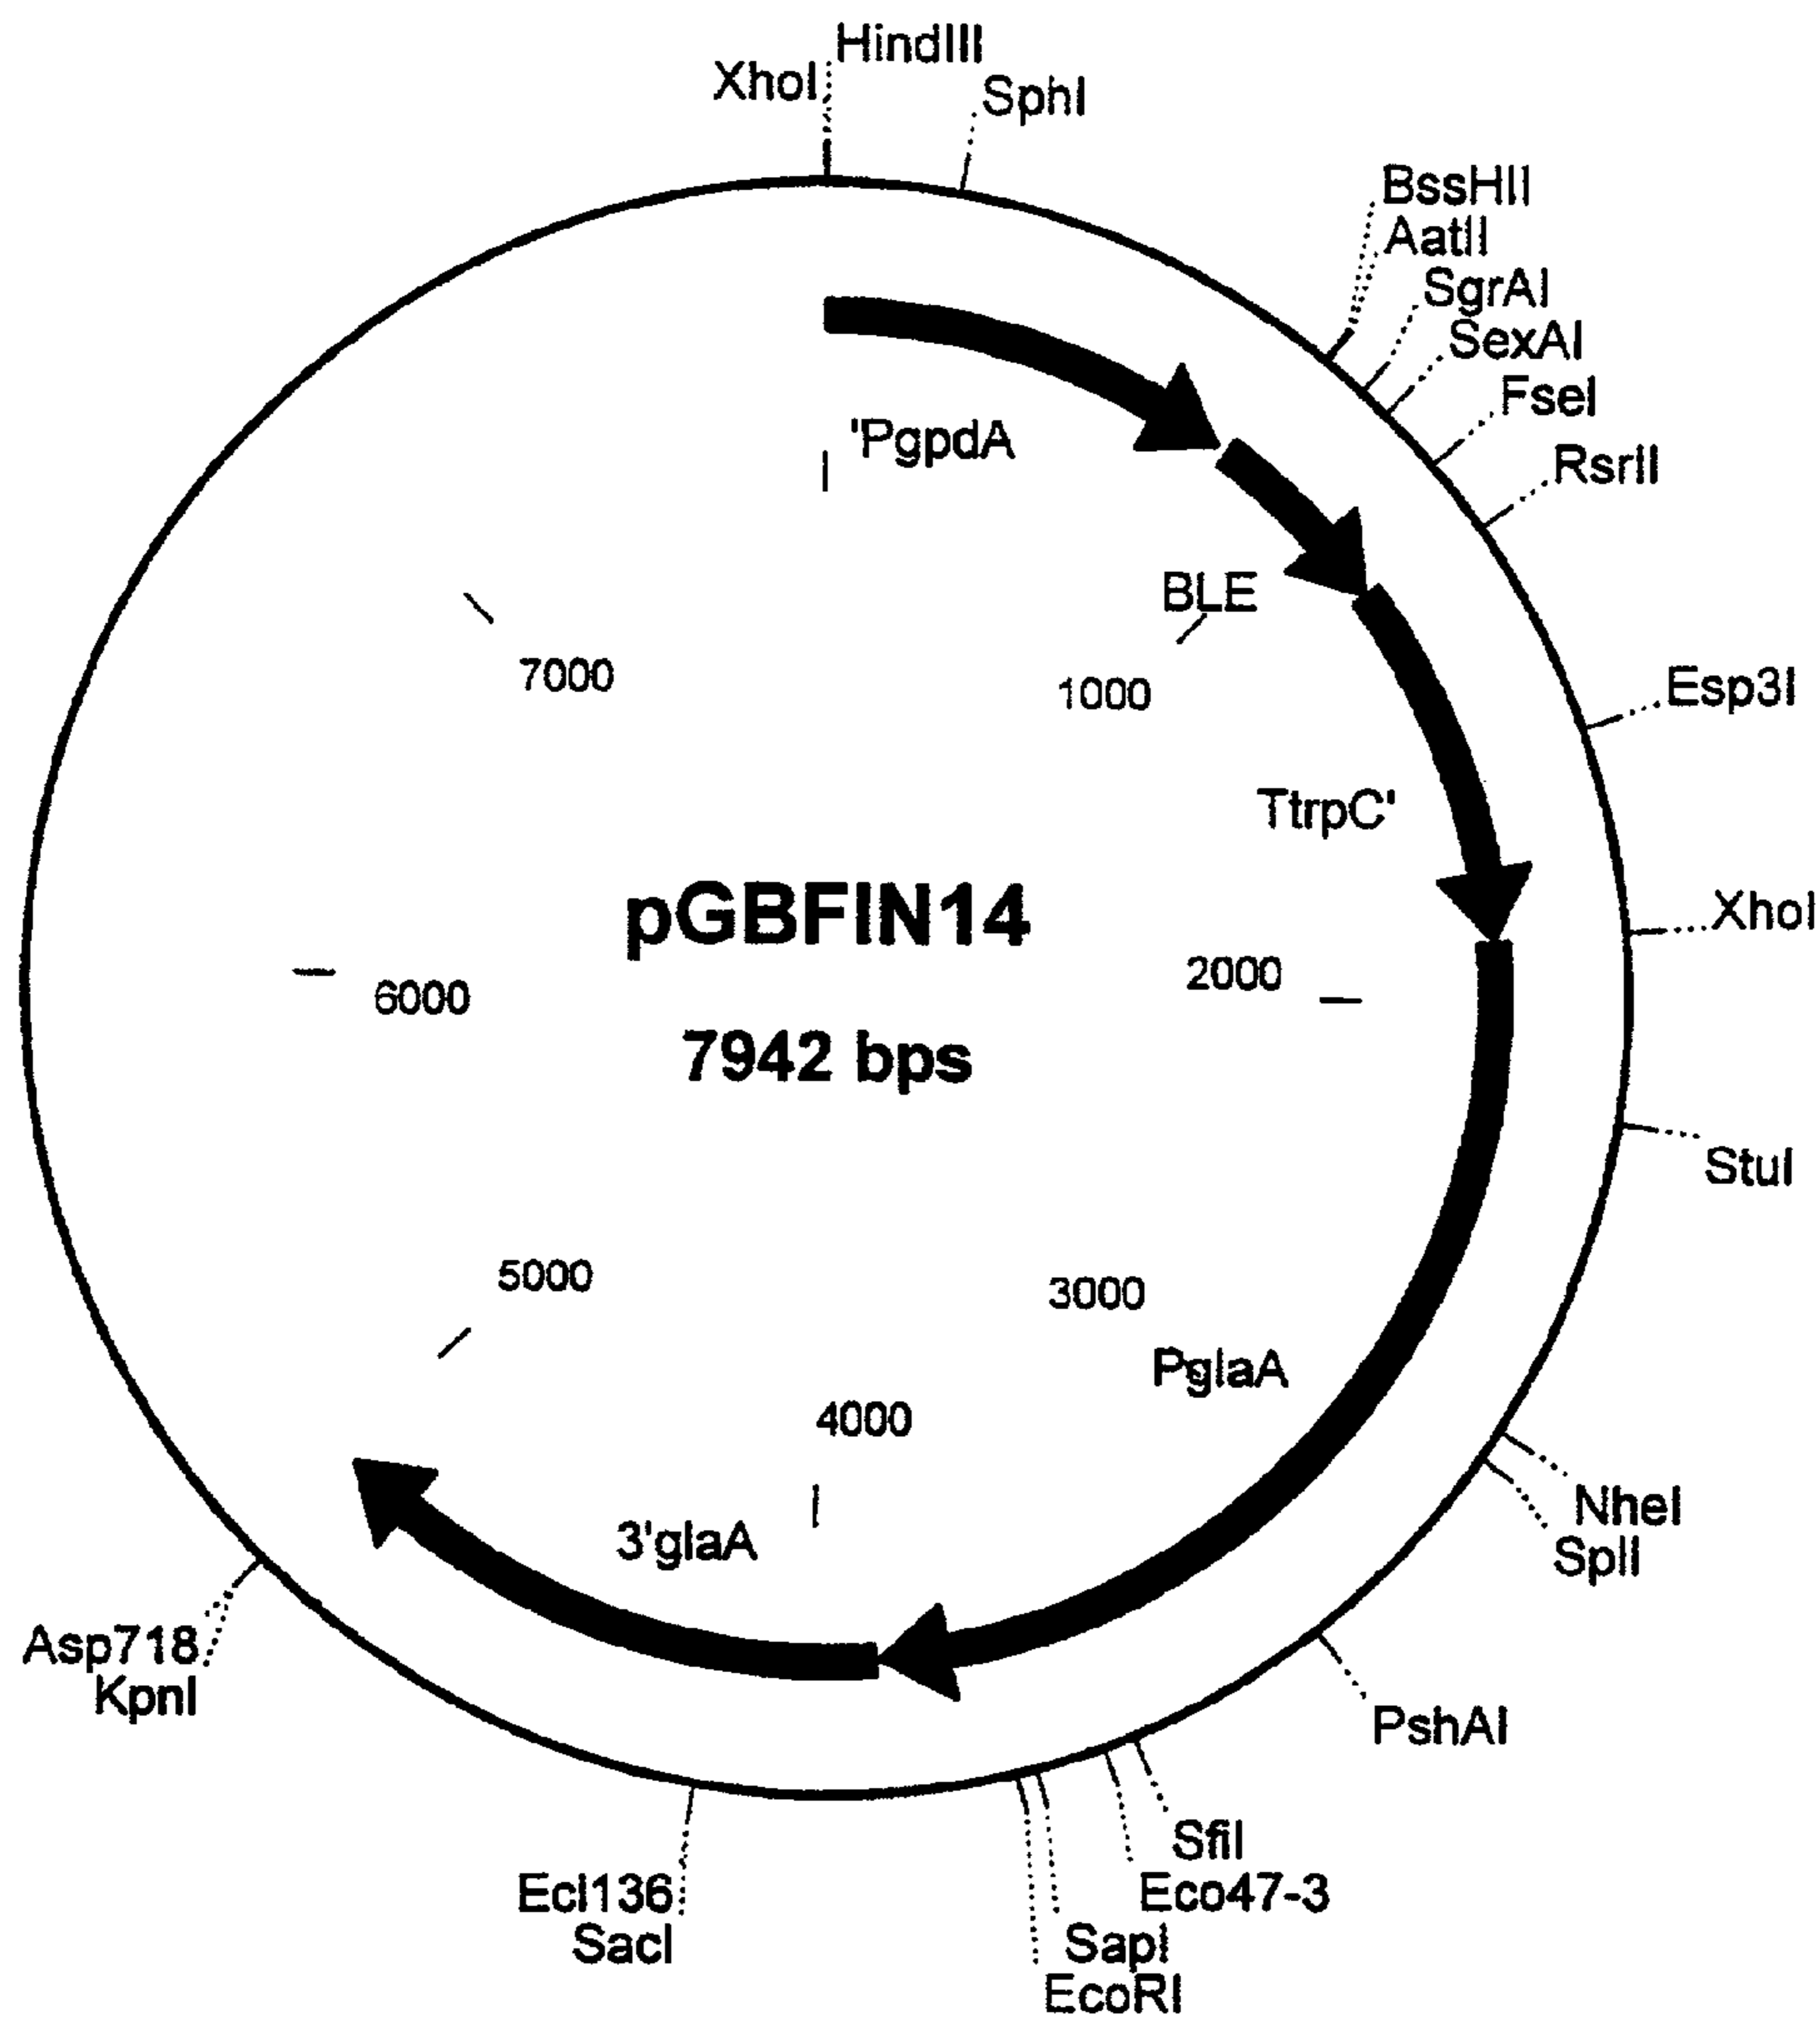 HindIII
XhoI
SphI
BssHII
AatII
SgrAI
SexAI
FseI
RsrII
'PgpdA
BLE
7000
1000
Esp3I
TtrpC'
pGBFIN14
XhoI
2000
6000
7942 bps
StuI
5000
3000
PglaA
4000
NheI
SplI
3'glaA
Asp718
KpnI
PshAI
SfiI
Ecl136
Eco47-3
SacI
SapI
EcoRI